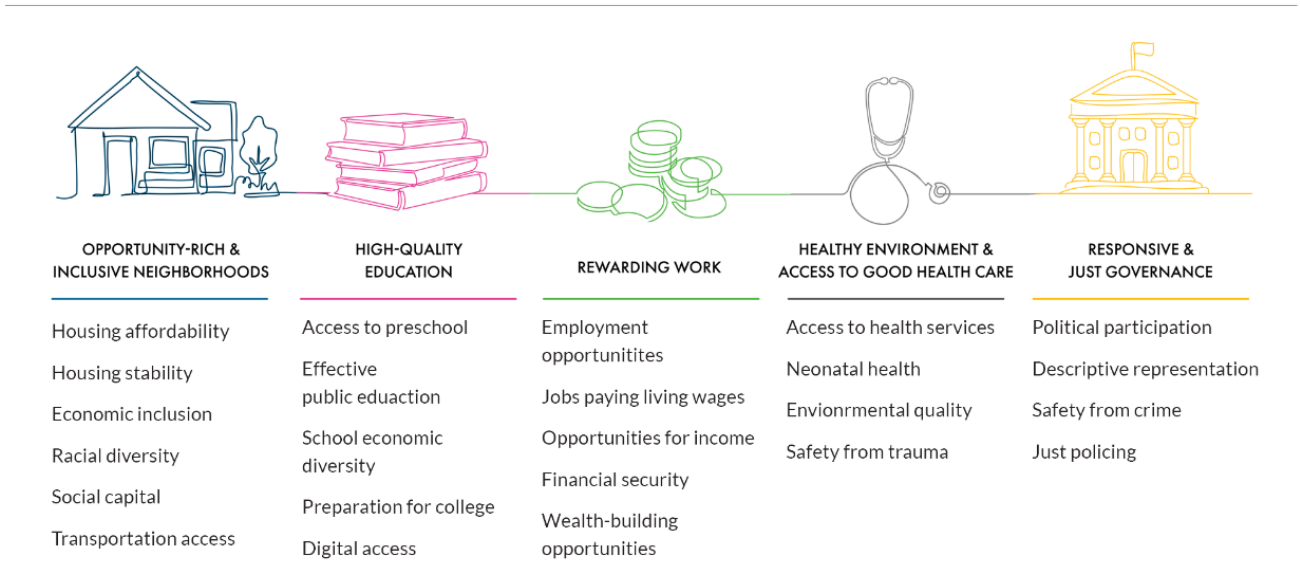 OPPORTUNITY-RICH &
INCLUSIVE NEIGHBORHOODS
Housing affordability
Housing stability
Economic inclusion
Racial diversity
Social capital
Transportation access
HIGH-QUALITY
EDUCATION
Access to preschool
Effective
public eduaction
School economic
diversity
Preparation for college
Digital access
REWARDING WORK
Employment
opportunitites
Jobs paying living wages
Opportunities for income
Financial security
Wealth-building
opportunities
HEALTHY ENVIRONMENT &
ACCESS TO GOOD HEALTH CARE
Access to health services
Neonatal health
Envionrmental quality
Safety from trauma
RESPONSIVE &
JUST GOVERNANCE
Political participation
Descriptive representation
Safety from crime
Just policing